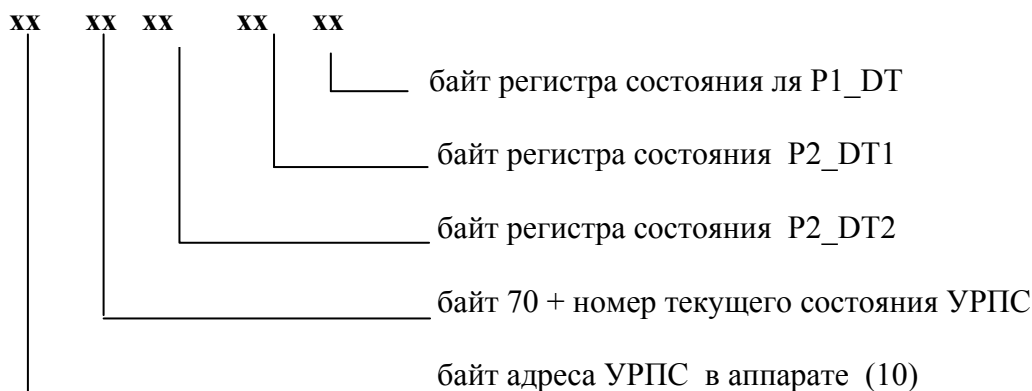 xx xx xx xx xx
байт регистра состояния ля P1_DT
байт регистра состояния P2_DT1
байт регистра состояния P2_DT2
байт 70 + номер текущего состояния УРПС
байт адреса УРПС в аппарате (10)